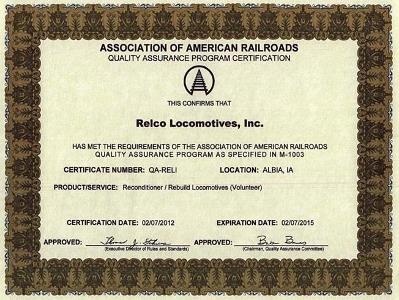 ASSOCIATION OF AMERICAN RAILROADS
QUALITY ASSURANCE PROGRAM CERTIFICATION
THIS CONFIRMS THAT
Relco Locomotives, Inc.
HAS MET THE REQUIREMENTS OF THE ASSOCIATION OF AMERICAN RAILROADS
QUALITY ASSURANCE PROGRAM AS SPECIFIED IN M-1003
CERTIFICATE NUMBER: QA-RELI LOCATION: ALBIA, IA
PRODUCT/SERVICE: Reconditioner / Rebuild Locomotives (Volunteer)
CERTIFICATION DATE: 02/07/2012 EXPIRATION DATE: 02/07/2015
APPROVED: APPROVED:
(Executive Director of Rules and Standards) (Chairman, Quality Assurance Committee)